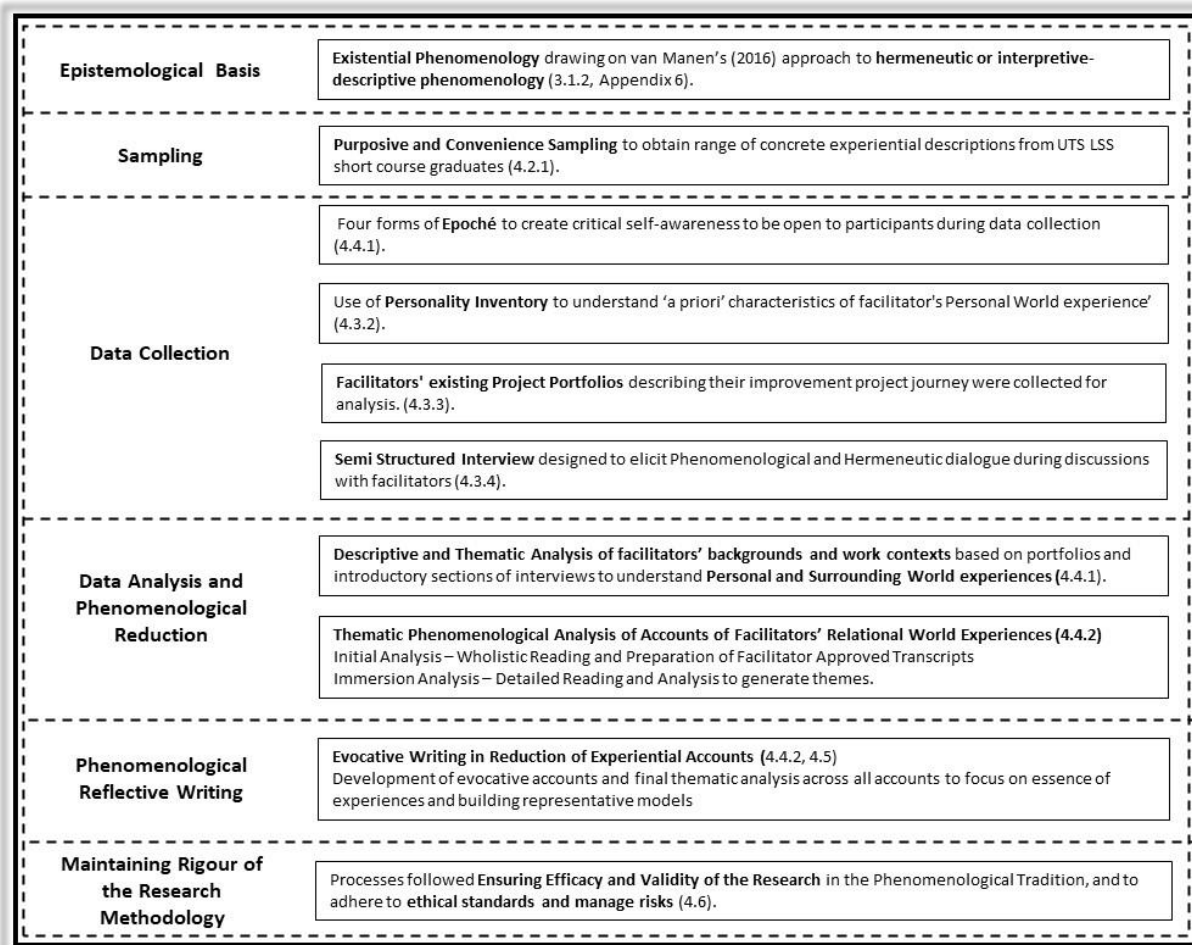 Epistemological Basis
Existential Phenomenology drawing on van Manen's (2016) approach to hermeneutic or interpretive-
descriptive phenomenology (3.1.2, Appendix 6).
Sampling
Purposive and Convenience Sampling to obtain range of concrete experiential descriptions from UTS LSS
short course graduates (4.2.1).
Data Collection
Four forms of Epoché to create critical self-awareness to be open to participants during data collection
(4.4.1).
Use of Personality Inventory to understand 'a priori' characteristics of facilitator's Personal World experience'
(4.3.2).
Facilitators' existing Project Portfolios describing their improvement project journey were collected for
analysis. (4.3.3).
Semi Structured Interview designed to elicit Phenomenological and Hermeneutic dialogue during discussions
with facilitators (4.3.4).
Data Analysis and
Phenomenological
Reduction
Descriptive and Thematic Analysis of facilitators' backgrounds and work contexts based on portfolios and
introductory sections of interviews to understand Personal and Surrounding World experiences (4.4.1).
Thematic Phenomenological Analysis of Accounts of Facilitators' Relational World Experiences (4.4.2)
Initial Analysis – Wholistic Reading and Preparation of Facilitator Approved Transcripts
Immersion Analysis – Detailed Reading and Analysis to generate themes.
Phenomenological
Reflective Writing
Evocative Writing in Reduction of Experiential Accounts (4.4.2, 4.5)
Development of evocative accounts and final thematic analysis across all accounts to focus on essence of
experiences and building representative models
Maintaining Rigour of
the Research
Methodology
Processes followed Ensuring Efficacy and Validity of the Research in the Phenomenological Tradition, and to
adhere to ethical standards and manage risks (4.6).